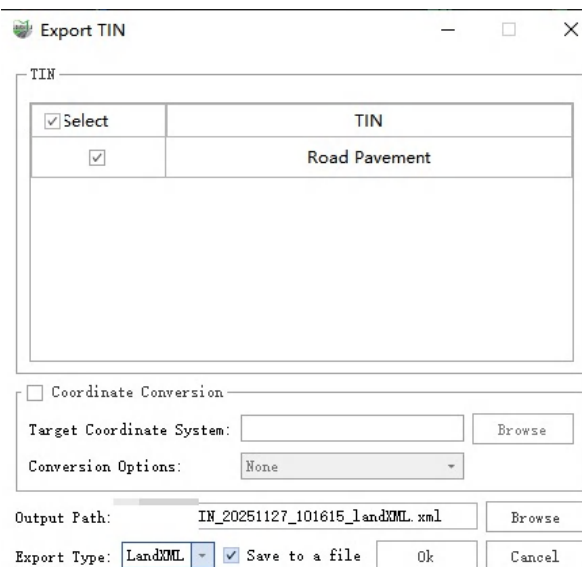 Export TIN
TIN
Select TIN
Road Pavement
Coordinate Conversion
Target Coordinate System: Browse
Conversion Options: None
Output Path: IN_20251127_101615_landXML.xml Browse
Export Type: LandXML Save to a file Ok Cancel